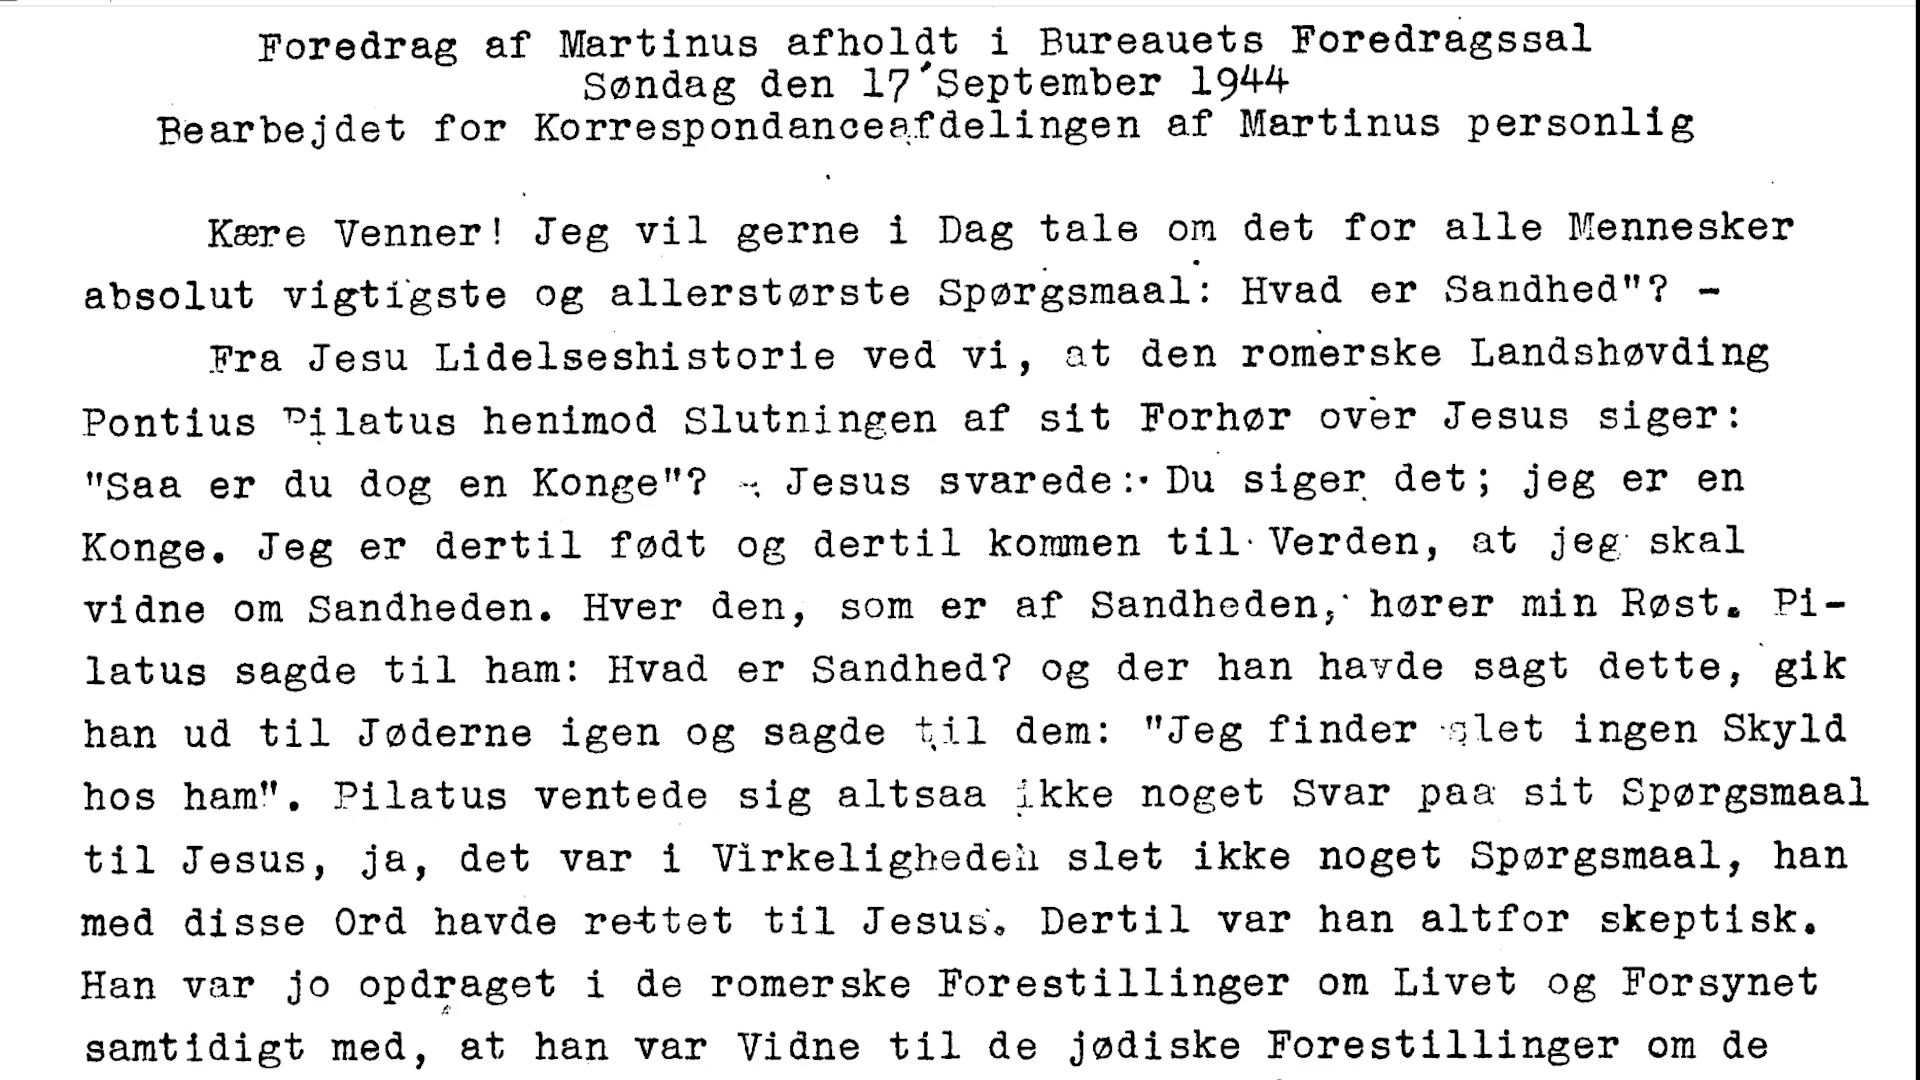 Foredrag af Martinus afholdt i Bureauets Foredragssal
Søndag den 17'September 1944
Bearbejdet for Korrespondanceafdelingen af Martinus personlig
Kære Venner! Jeg vil gerne i Dag tale om det for alle Mennesker
absolut vigtigste og allerstørste Spørgsmaal: Hvad er Sandhed"? -
Fra Jesu Lidelseshistorie ved vi, at den romerske Landshøvding
Pontius Pilatus henimod Slutningen af sit Forhør over Jesus siger:
"Saa er du dog en Konge"? - Jesus svarede: Du siger det; jeg er en
Konge. Jeg er dertil født og dertil kommen til Verden, at jeg skal
vidne om Sandheden. Hver den, som er af Sandheden, hører min Røst. Pi-
latus sagde til ham: Hvad er Sandhed? og der han havde sagt dette, gik
han ud til Jøderne igen og sagde til dem: "Jeg finder slet ingen Skyld
hos ham". Pilatus ventede sig altsaa ikke noget Svar paa sit Spørgsmaal
til Jesus, ja, det var i Virkeligheden slet ikke noget Spørgsmaal, han
med disse Ord havde rettet til Jesus. Dertil var han altfor skeptisk.
Han var jo opdraget i de romerske Forestillinger om Livet og Forsynet
samtidigt med, at han var Vidne til de jødiske Forestillinger om de